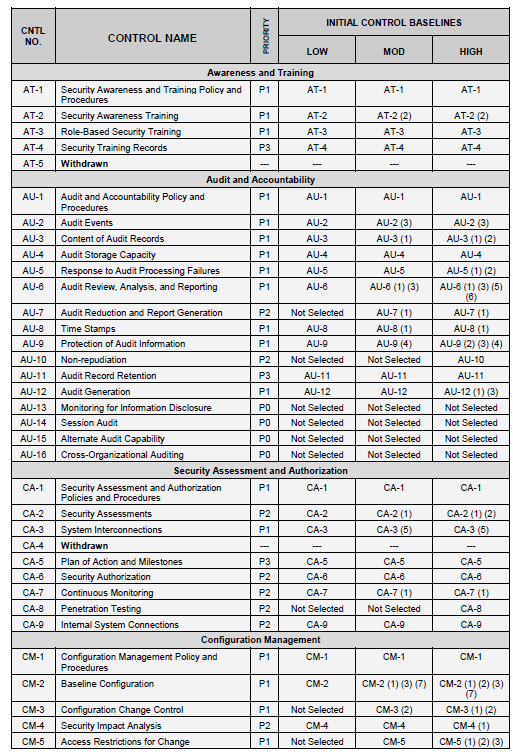 CNTL NO. CONTROL NAME PRIORITY INITIAL CONTROL BASELINES
LOW MOD HIGH
Awareness and Training
AT-1 Security Awareness and Training Policy and Procedures P1 AT-1 AT-1 AT-1
AT-2 Security Awareness Training P1 AT-2 AT-2 (2) AT-2 (2)
AT-3 Role-Based Security Training P1 AT-3 AT-3 AT-3
AT-4 Security Training Records P3 AT-4 AT-4 AT-4
AT-5 Withdrawn --- --- --- ---
Audit and Accountability
AU-1 Audit and Accountability Policy and Procedures P1 AU-1 AU-1 AU-1
AU-2 Audit Events P1 AU-2 AU-2 (3) AU-2 (3)
AU-3 Content of Audit Records P1 AU-3 AU-3 (1) AU-3 (1) (2)
AU-4 Audit Storage Capacity P1 AU-4 AU-4 AU-4
AU-5 Response to Audit Processing Failures P1 AU-5 AU-5 AU-5 (1) (2)
AU-6 Audit Review, Analysis, and Reporting P1 AU-6 AU-6 (1) (3) AU-6 (1) (3) (5) (6)
AU-7 Audit Reduction and Report Generation P2 Not Selected AU-7 (1) AU-7 (1)
AU-8 Time Stamps P1 AU-8 AU-8 (1) AU-8 (1)
AU-9 Protection of Audit Information P1 AU-9 AU-9 (4) AU-9 (2) (3) (4)
AU-10 Non-repudiation P2 Not Selected Not Selected AU-10
AU-11 Audit Record Retention P3 AU-11 AU-11 AU-11
AU-12 Audit Generation P1 AU-12 AU-12 AU-12 (1) (3)
AU-13 Monitoring for Information Disclosure P0 Not Selected Not Selected Not Selected
AU-14 Session Audit P0 Not Selected Not Selected Not Selected
AU-15 Alternate Audit Capability P0 Not Selected Not Selected Not Selected
AU-16 Cross-Organizational Auditing P0 Not Selected Not Selected Not Selected
Security Assessment and Authorization
CA-1 Security Assessment and Authorization Policies and Procedures P1 CA-1 CA-1 CA-1
CA-2 Security Assessments P2 CA-2 CA-2 (1) CA-2 (1) (2)
CA-3 System Interconnections P1 CA-3 CA-3 (5) CA-3 (5)
CA-4 Withdrawn --- --- --- ---
CA-5 Plan of Action and Milestones P3 CA-5 CA-5 CA-5
CA-6 Security Authorization P2 CA-6 CA-6 CA-6
CA-7 Continuous Monitoring P2 CA-7 CA-7 (1) CA-7 (1)
CA-8 Penetration Testing P2 Not Selected Not Selected CA-8
CA-9 Internal System Connections P2 CA-9 CA-9 CA-9
Configuration Management
CM-1 Configuration Management Policy and Procedures P1 CM-1 CM-1 CM-1
CM-2 Baseline Configuration P1 CM-2 CM-2 (1) (3) (7) CM-2 (1) (2) (3) (7)
CM-3 Configuration Change Control P1 Not Selected CM-3 (2) CM-3 (1) (2)
CM-4 Security Impact Analysis P2 CM-4 CM-4 CM-4 (1)
CM-5 Access Restrictions for Change P1 Not Selected CM-5 CM-5 (1) (2) (3)